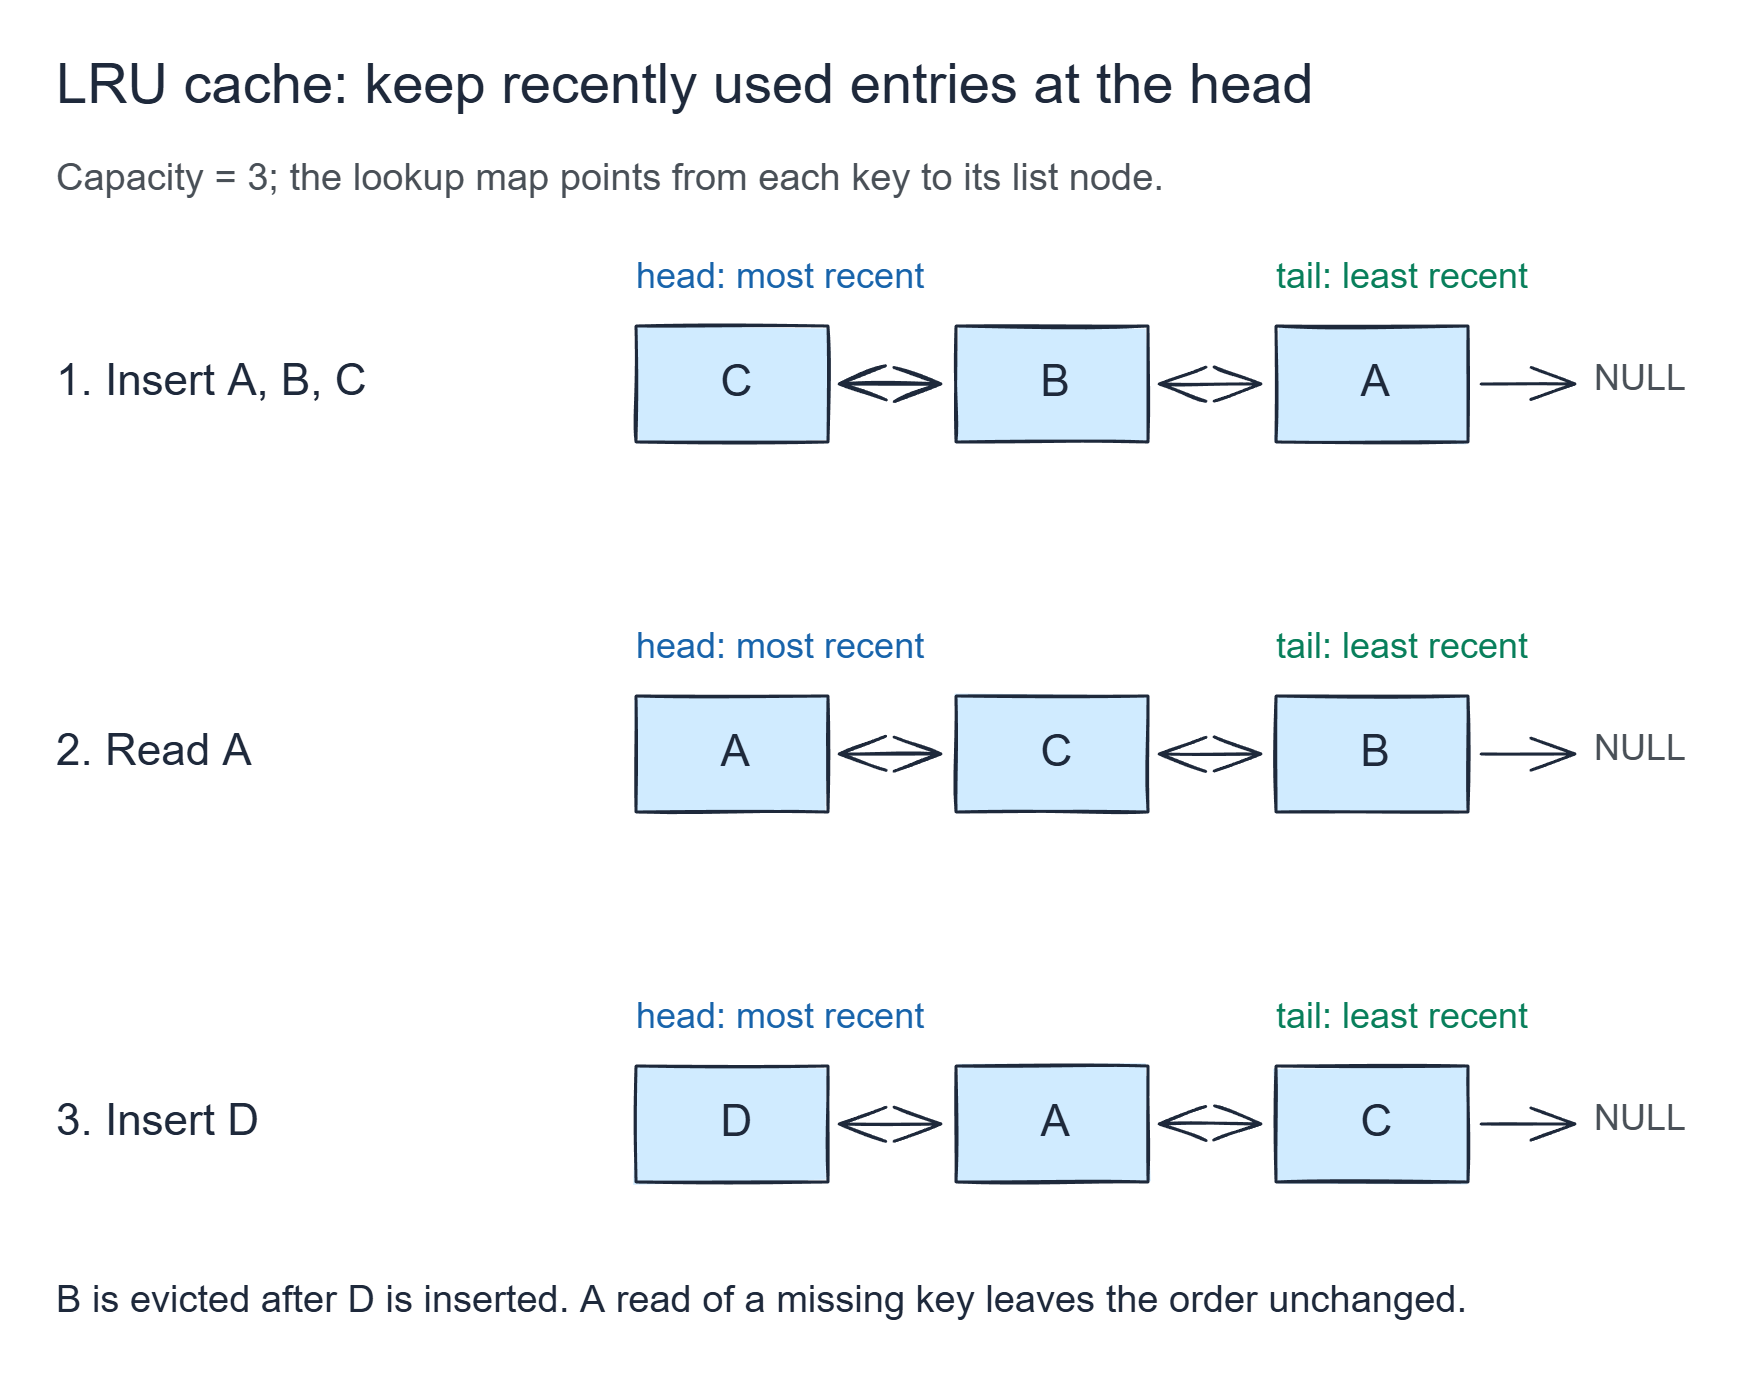 LRU cache: keep recently used entries at the head
Capacity = 3; the lookup map points from each key to its list node.
head: most recent
tail: least recent
1. Insert A, B, C
C
B
A
NULL
head: most recent
tail: least recent
2. Read A
A
C
B
NULL
head: most recent
tail: least recent
3. Insert D
D
A
C
NULL
B is evicted after D is inserted. A read of a missing key leaves the order unchanged.